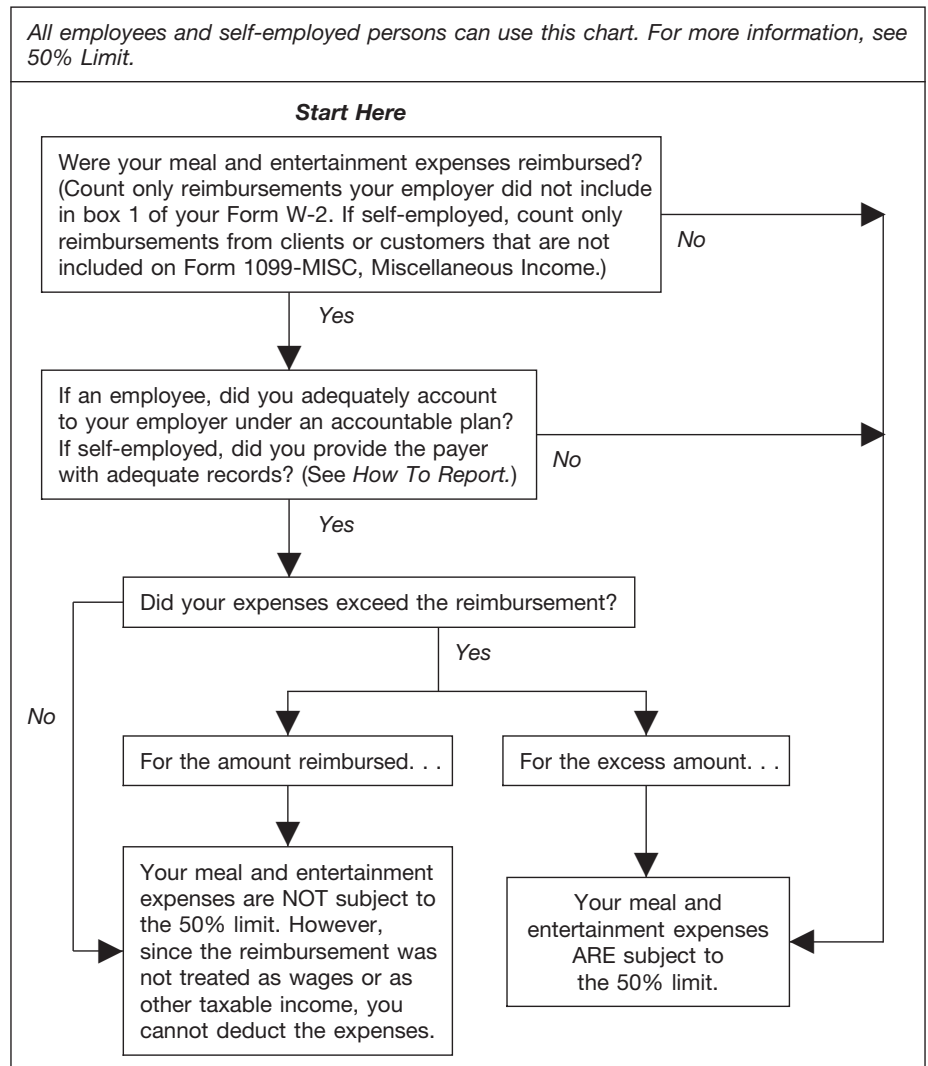 All employees and self-employed persons can use this chart. For more information, see
50% Limit.
Start Here
Were your meal and entertainment expenses reimbursed?
(Count only reimbursements your employer did not include
in box 1 of your Form W-2. If self-employed, count only
reimbursements from clients or customers that are not
included on Form 1099-MISC, Miscellaneous Income.)
No
Yes
If an employee, did you adequately account
to your employer under an accountable plan?
If self-employed, did you provide the payer
with adequate records? (See How To Report.)
No
Yes
Did your expenses exceed the reimbursement?
Yes
No
For the amount reimbursed. . .
For the excess amount. . .
Your meal and entertainment
expenses are NOT subject to
the 50% limit. However,
since the reimbursement was
not treated as wages or as
other taxable income, you
cannot deduct the expenses.
Your meal and
entertainment expenses
ARE subject to
the 50% limit.